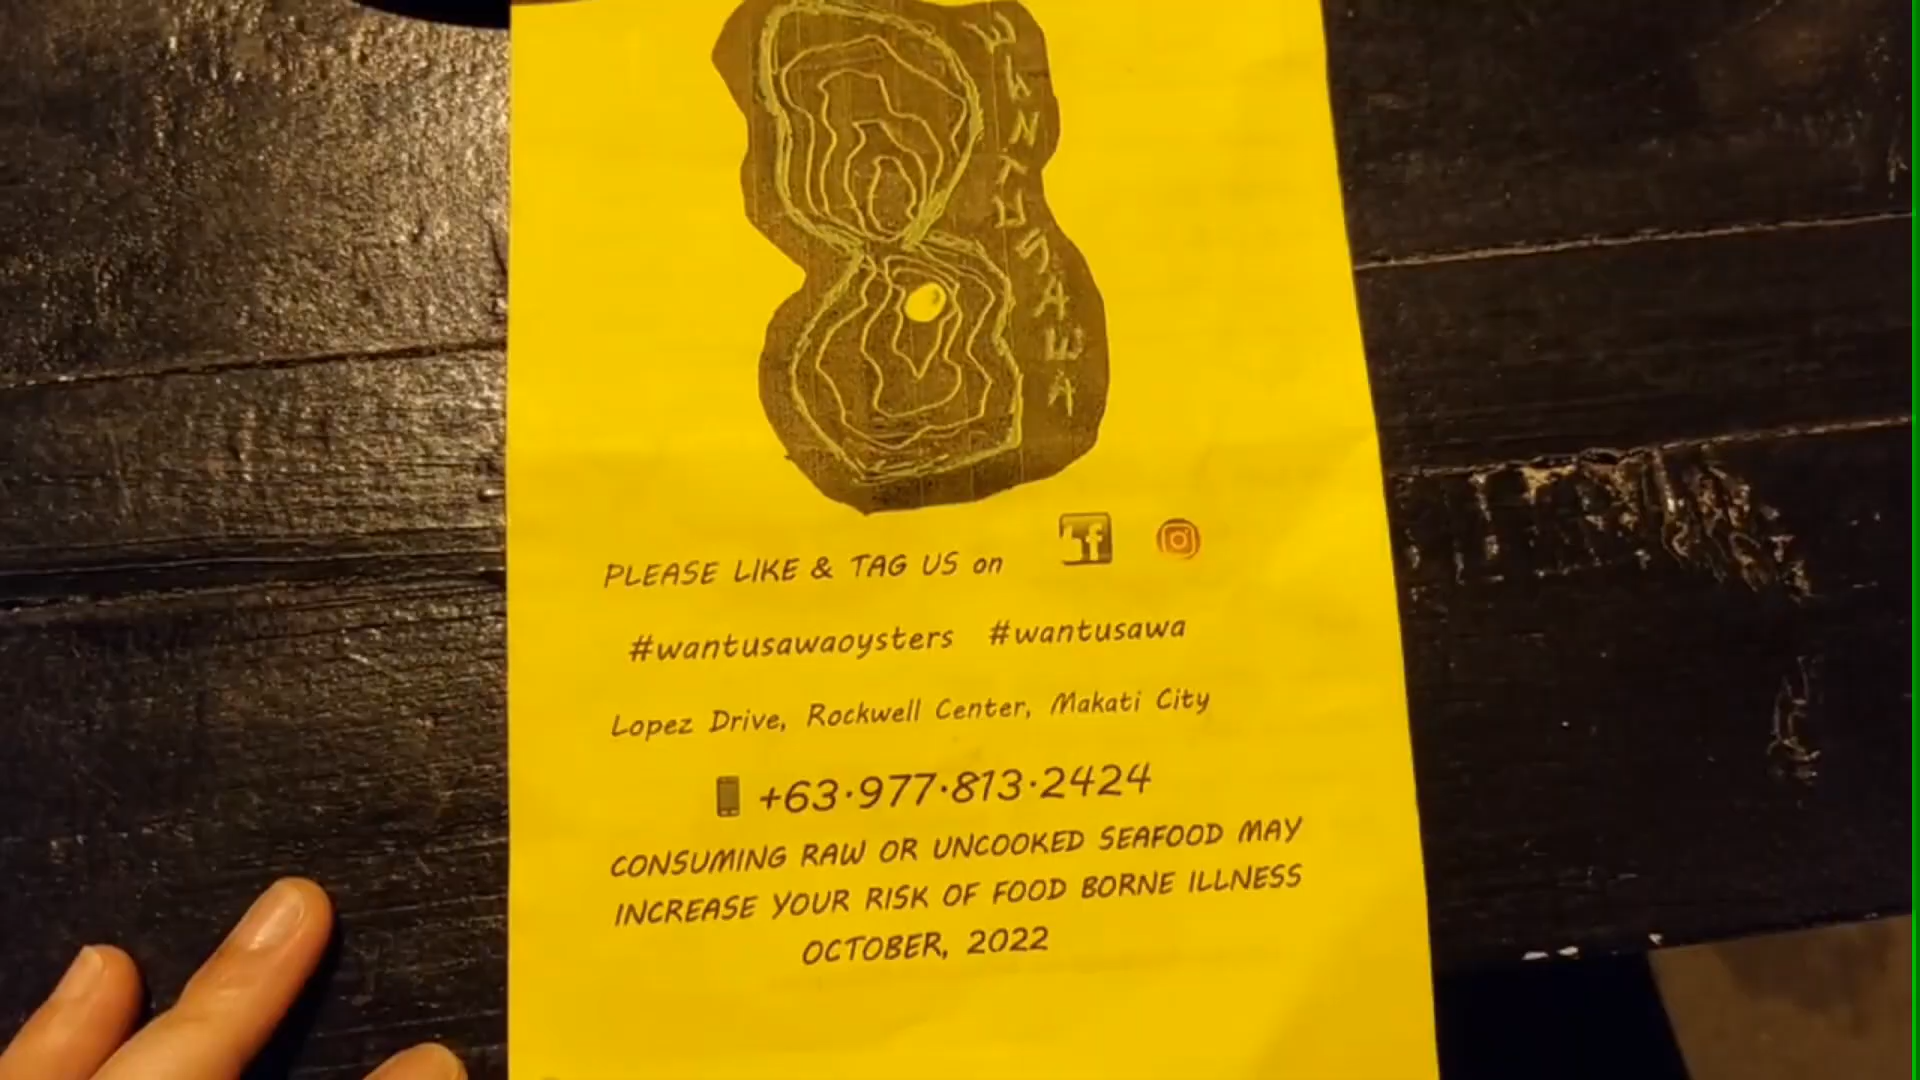 WANTUSAWA
PLEASE LIKE & TAG US on
#wantusawaoysters #wantusawa
Lopez Drive, Rockwell Center, Makati City
+63·977·813·2424
CONSUMING RAW OR UNCOOKED SEAFOOD MAY
INCREASE YOUR RISK OF FOOD BORNE ILLNESS
OCTOBER, 2022